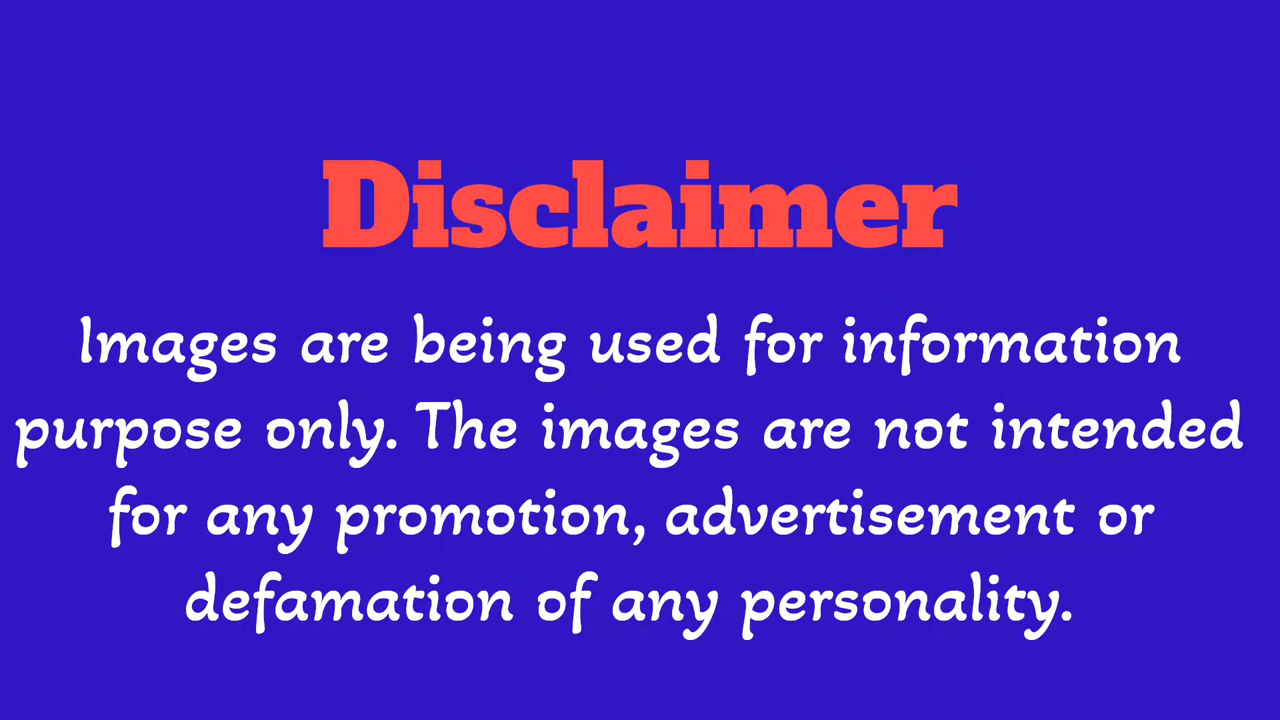 Disclaimer
Images are being used for information
purpose only. The images are not intended
for any promotion, advertisement or
defamation of any personality.